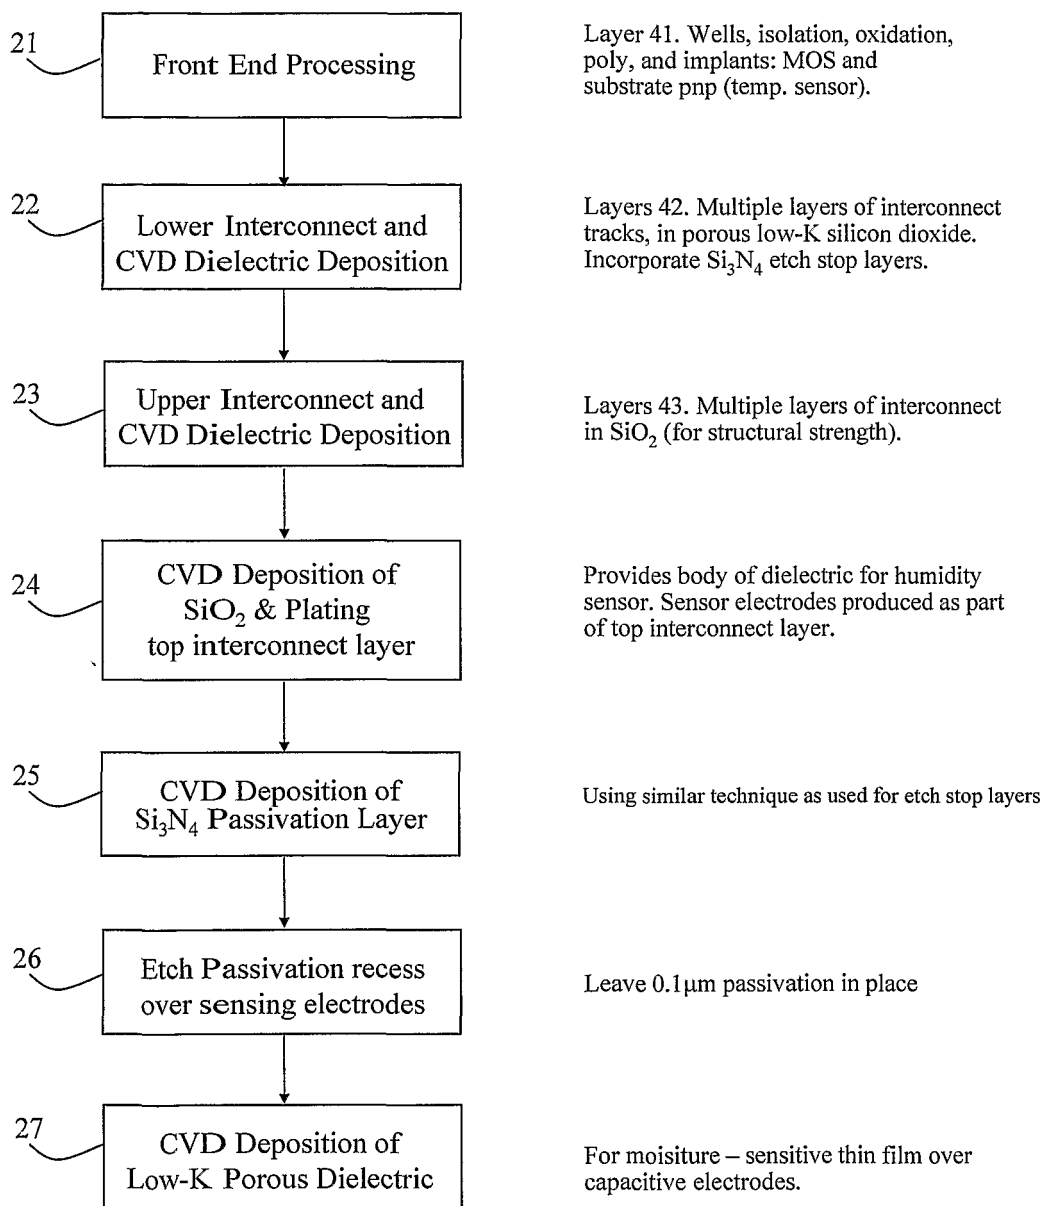 21
Front End Processing
Layer 41. Wells, isolation, oxidation,
poly, and implants: MOS and
substrate pnp (temp. sensor).
22
Lower Interconnect and
CVD Dielectric Deposition
Layers 42. Multiple layers of interconnect
tracks, in porous low-K silicon dioxide.
Incorporate Si₃N₄ etch stop layers.
23
Upper Interconnect and
CVD Dielectric Deposition
Layers 43. Multiple layers of interconnect
in SiO₂ (for structural strength).
24
CVD Deposition of
SiO₂ & Plating
top interconnect layer
Provides body of dielectric for humidity
sensor. Sensor electrodes produced as part
of top interconnect layer.
25
CVD Deposition of
Si₃N₄ Passivation Layer
Using similar technique as used for etch stop layers
26
Etch Passivation recess
over sensing electrodes
Leave 0.1µm passivation in place
27
CVD Deposition of
Low-K Porous Dielectric
For moisiture – sensitive thin film over
capacitive electrodes.